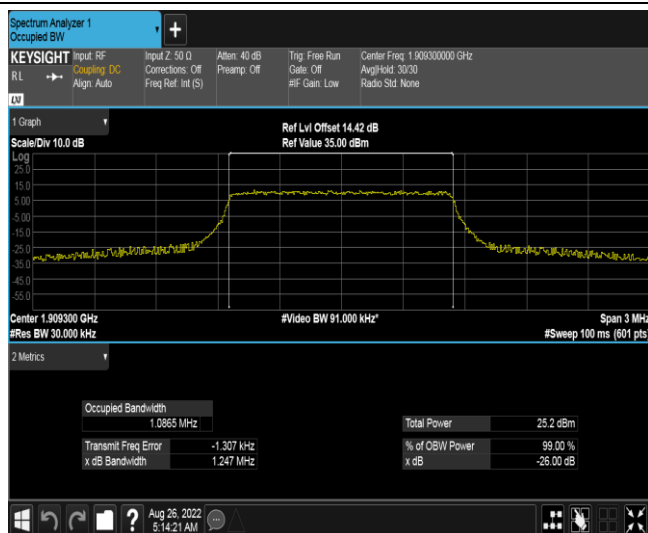 Spectrum Analyzer 1
Occupied BW
+
KEYSIGHT Input: RF Input Z: 50 Ω Atten: 40 dB Trig: Free Run Center Freq: 1.909300000 GHz
RL Coupling: DC Corrections: Off Preamp: Off Gate: Off Avg|Hold: 30/30
Align: Auto Freq Ref: Int (S) #IF Gain: Low Radio Std: None
LXI
1 Graph
Ref Lvl Offset 14.42 dB
Scale/Div 10.0 dB Ref Value 35.00 dBm
Log
25.0
15.0
5.00
-5.00
-15.0
-25.0
-35.0
-45.0
-55.0
Center 1.909300 GHz #Video BW 91.000 kHz* Span 3 MHz
#Res BW 30.000 kHz #Sweep 100 ms (601 pts)
2 Metrics
Occupied Bandwidth
1.0865 MHz Total Power 25.2 dBm
Transmit Freq Error -1.307 kHz % of OBW Power 99.00 %
x dB Bandwidth 1.247 MHz x dB -26.00 dB
? Aug 26, 2022
5:14:21 AM